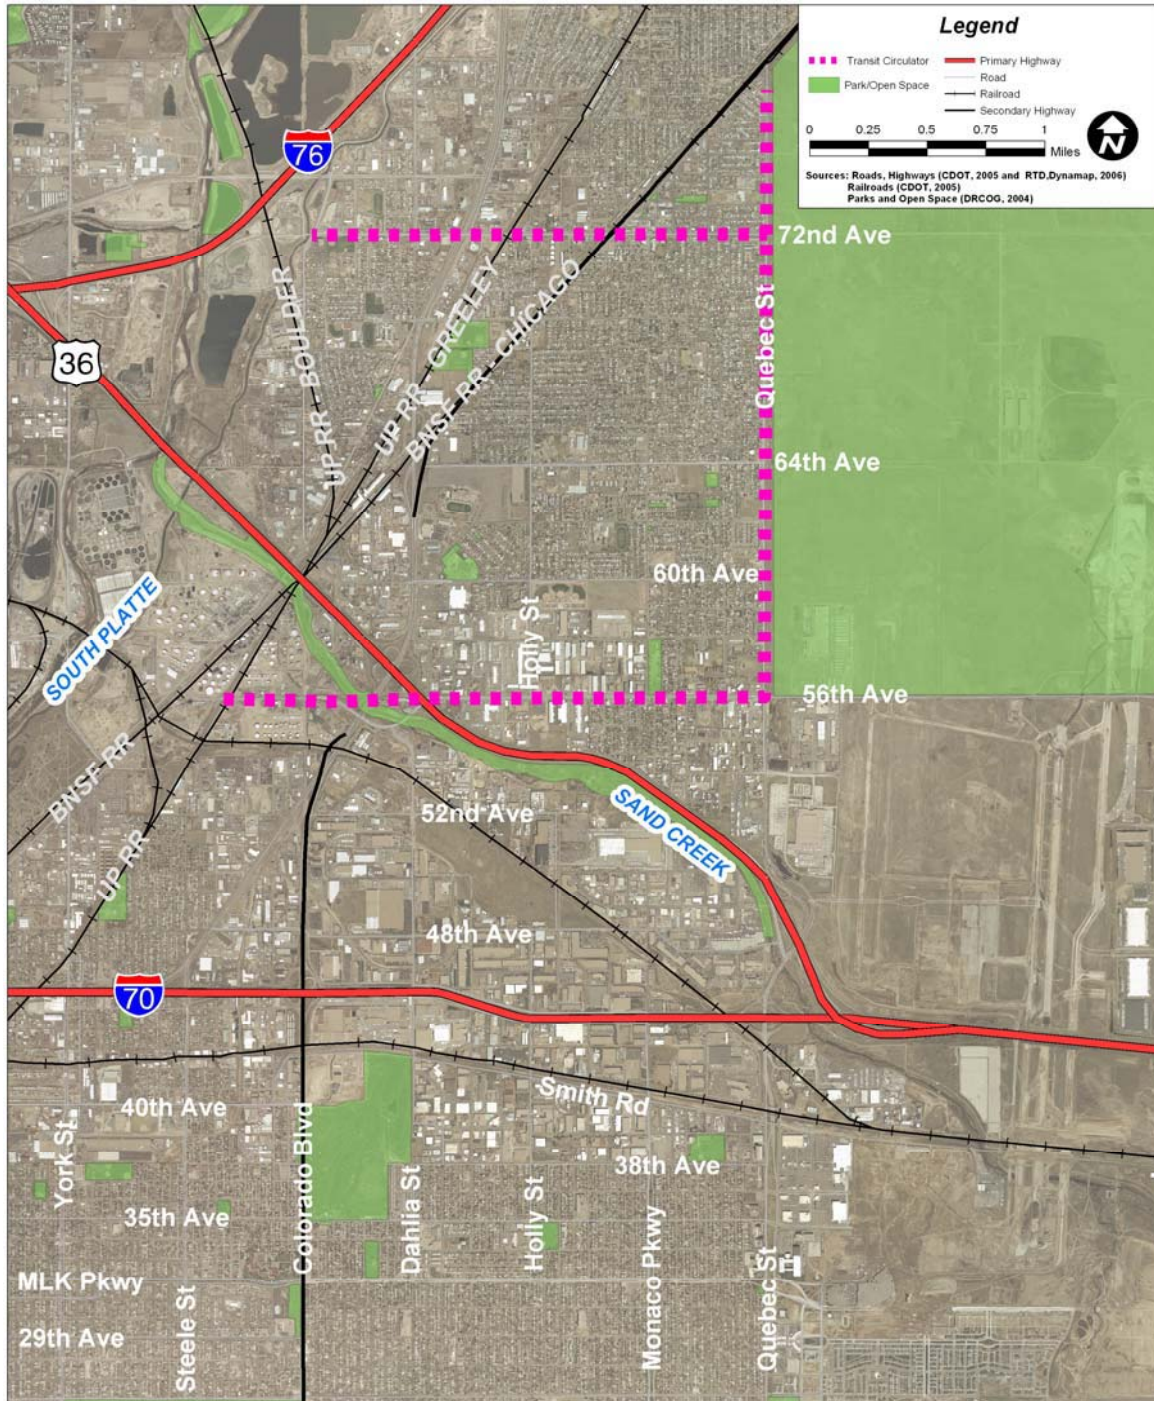 Legend
Transit Circulator
Park/Open Space
Primary Highway
Road
Railroad
Secondary Highway
0 0.25 0.5 0.75 1
Miles
N
Sources: Roads, Highways (CDOT, 2005 and RTD,Dynamap, 2006)
Railroads (CDOT, 2005)
Parks and Open Space (DRCOG, 2004)
76
72nd Ave
36
UP RR BOULDER
UP RR GREELEY
BNSF RR CHICAGO
Quebec St
64th Ave
60th Ave
SOUTH PLATTE
Holly St
56th Ave
BNSF RR
UP RR
52nd Ave
SAND CREEK
48th Ave
70
Smith Rd
40th Ave
York St
Colorado Blvd
38th Ave
35th Ave
Dahlia St
Holly St
Monaco Pkwy
Quebec St
MLK Pkwy
29th Ave
Steele St